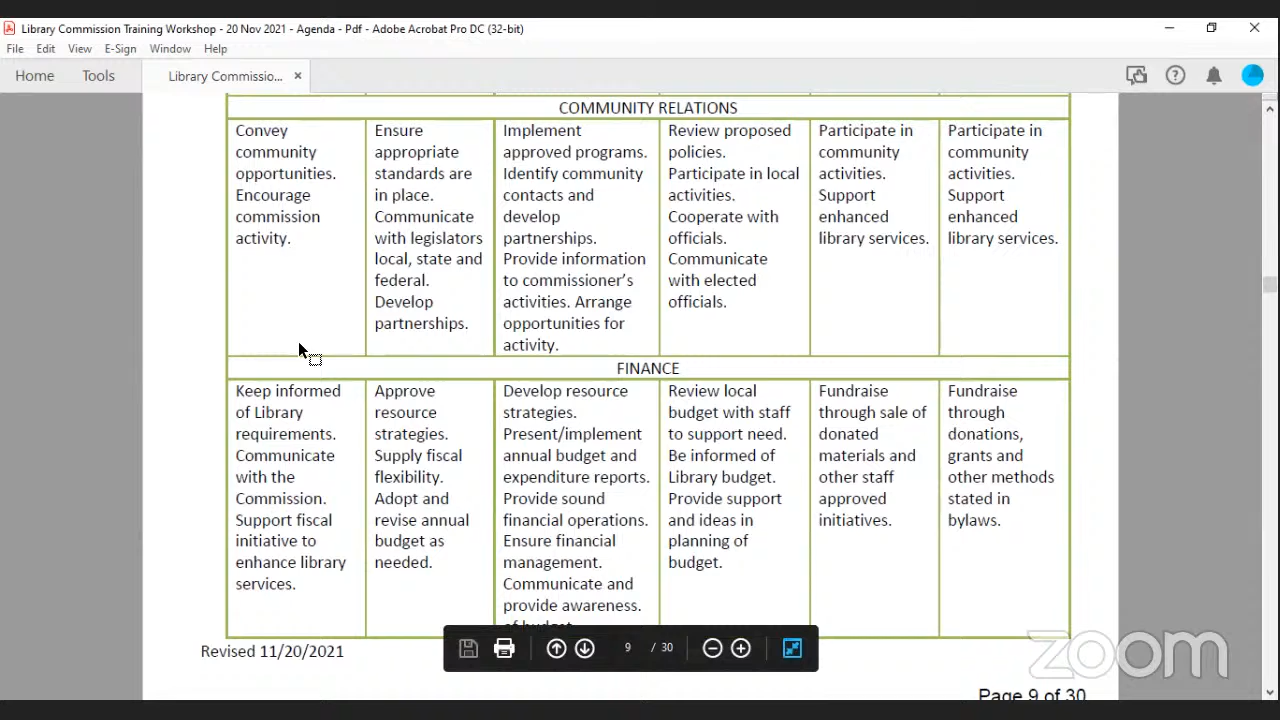 Library Commission Training Workshop - 20 Nov 2021 - Agenda - Pdf - Adobe Acrobat Pro DC (32-bit)
File Edit View E-Sign Window Help
Home Tools Library Commissio... ×
COMMUNITY RELATIONS
Convey
community
opportunities.
Encourage
commission
activity.
Ensure
appropriate
standards are
in place.
Communicate
with legislators
local, state and
federal.
Develop
partnerships.
Implement
approved programs.
Identify community
contacts and
develop
partnerships.
Provide information
to commissioner's
activities. Arrange
opportunities for
activity.
Review proposed
policies.
Participate in local
activities.
Cooperate with
officials.
Communicate
with elected
officials.
Participate in
community
activities.
Support
enhanced
library services.
Participate in
community
activities.
Support
enhanced
library services.
FINANCE
Keep informed
of Library
requirements.
Communicate
with the
Commission.
Support fiscal
initiative to
enhance library
services.
Approve
resource
strategies.
Supply fiscal
flexibility.
Adopt and
revise annual
budget as
needed.
Develop resource
strategies.
Present/implement
annual budget and
expenditure reports.
Provide sound
financial operations.
Ensure financial
management.
Communicate and
provide awareness.
of budget
Review local
budget with staff
to support need.
Be informed of
Library budget.
Provide support
and ideas in
planning of
budget.
Fundraise
through sale of
donated
materials and
other staff
approved
initiatives.
Fundraise
through
donations,
grants and
other methods
stated in
bylaws.
Revised 11/20/2021
9 / 30
zoom
Page 9 of 30